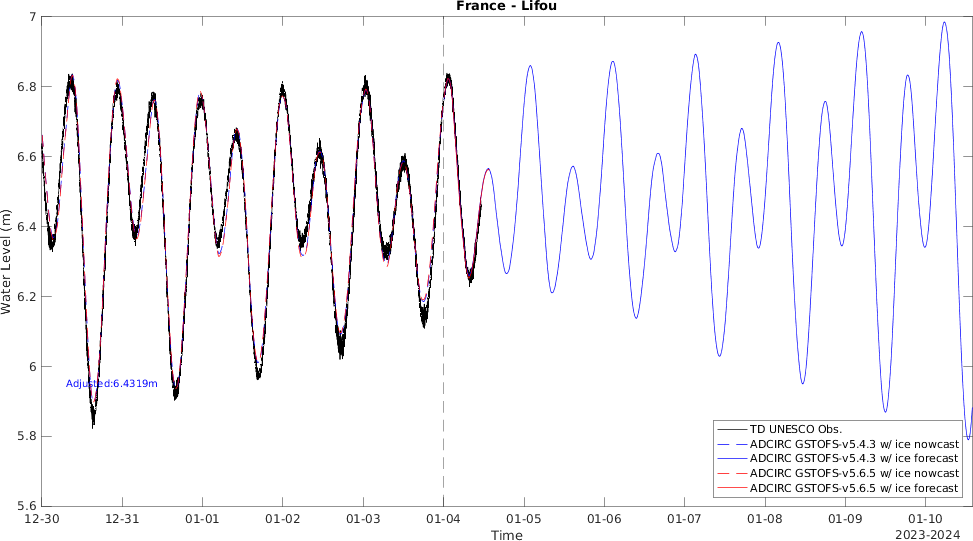 France - Lifou
7
6.8
6.6
6.4
6.2
6
5.8
5.6
Water Level (m)
Adjusted:6.4319m
TD UNESCO Obs.
ADCIRC GSTOFS-v5.4.3 w/ ice nowcast
ADCIRC GSTOFS-v5.4.3 w/ ice forecast
ADCIRC GSTOFS-v5.6.5 w/ ice nowcast
ADCIRC GSTOFS-v5.6.5 w/ ice forecast
12-30 12-31 01-01 01-02 01-03 01-04 01-05 01-06 01-07 01-08 01-09 01-10
Time
2023-2024